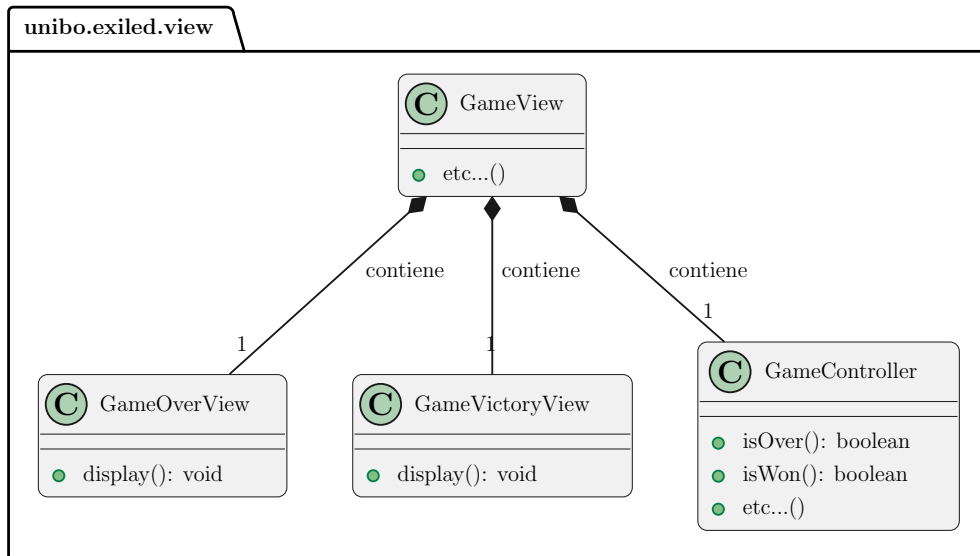 unibo.exiled.view
C GameView
etc...()
contiene
contiene
contiene
1
1
1
C GameOverView
display(): void
C GameVictoryView
display(): void
C GameController
isOver(): boolean
isWon(): boolean
etc...()